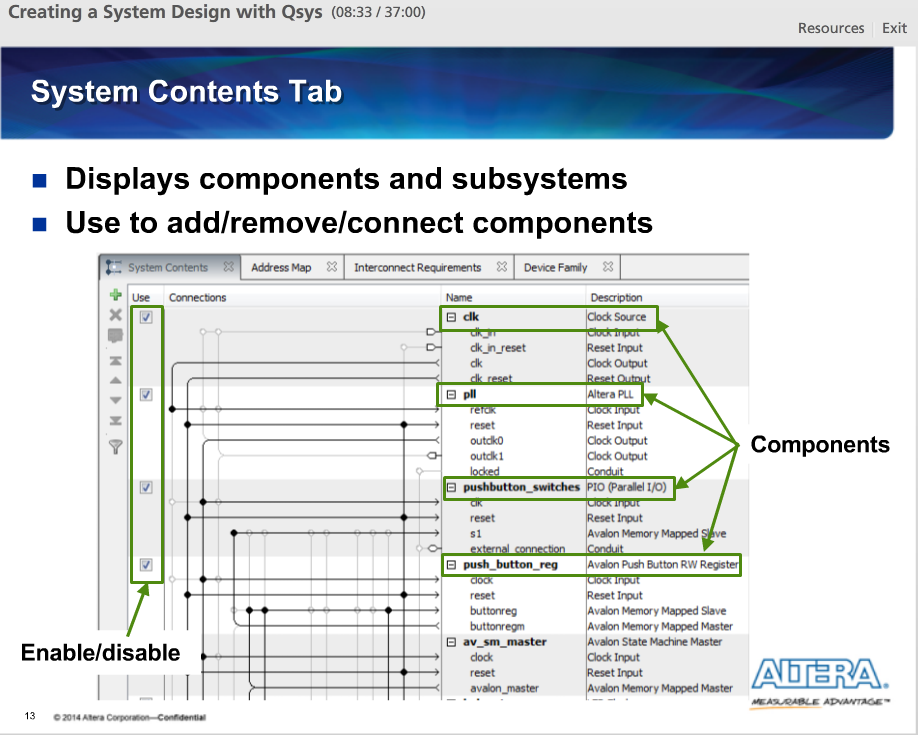 Creating a System Design with Qsys (08:33 / 37:00)
Resources Exit
System Contents Tab
Displays components and subsystems
Use to add/remove/connect components
System Contents Address Map Interconnect Requirements Device Family
Use Connections Name Description
clk Clock Source
clk_in Clock Input
clk_in_reset Reset Input
clk Clock Output
clk_reset Reset Output
pll Altera PLL
refclk Clock Input
reset Reset Input
outclk0 Clock Output
outclk1 Clock Output
locked Conduit
Components
pushbutton_switches PIO (Parallel I/O)
clk Clock Input
reset Reset Input
s1 Avalon Memory Mapped Slave
external_connection Conduit
push_button_reg Avalon Push Button RW Register
clock Clock Input
reset Reset Input
buttonreg Avalon Memory Mapped Slave
buttonregm Avalon Memory Mapped Master
av_sm_master Avalon State Machine Master
Enable/disable
clock Clock Input
reset Reset Input
avalon_master Avalon Memory Mapped Master
ALTERA
MEASURABLE ADVANTAGE™
13 © 2014 Altera Corporation—Confidential